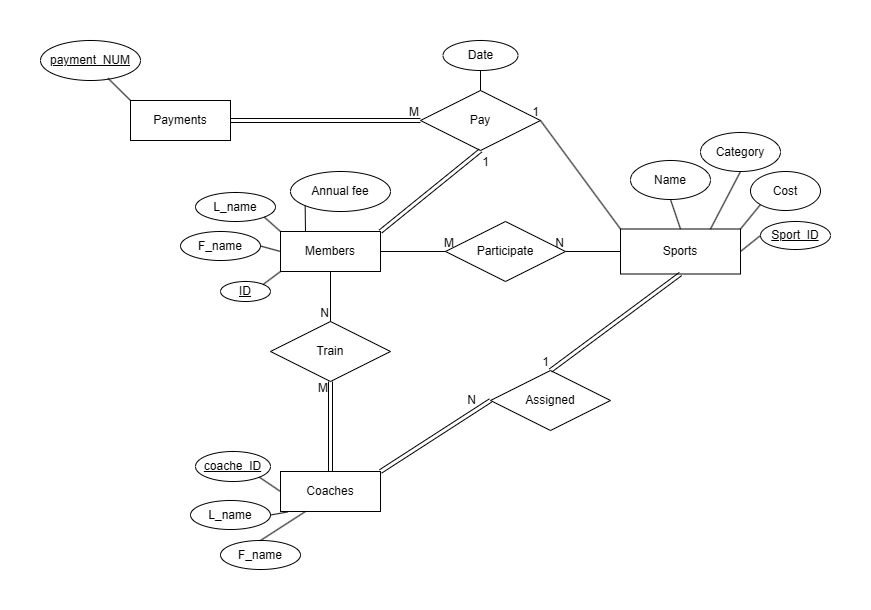 Date
payment_NUM
M
1
Payments
Pay
Category
1
Name
Annual fee
Cost
L_name
Sport_ID
F_name
Members
M
Participate
N
Sports
ID
N
Train
1
M
N
Assigned
coache_ID
Coaches
L_name
F_name